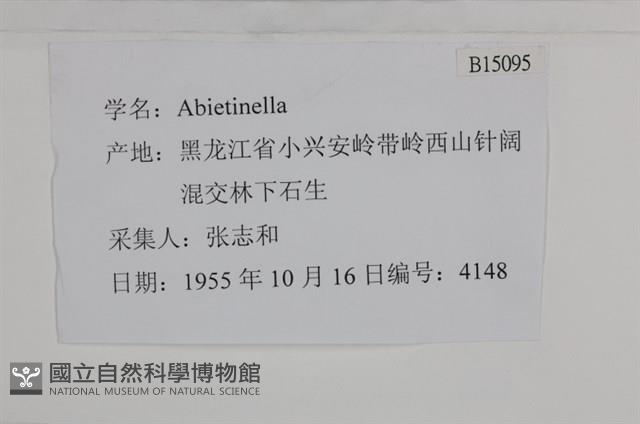 B15095
学名：Abietinella
产地：黑龙江省小兴安岭带岭西山针阔
混交林下石生
采集人：张志和
日期：1955 年 10 月 16 日编号：4148
國立自然科學博物館
NATIONAL MUSEUM OF NATURAL SCIENCE